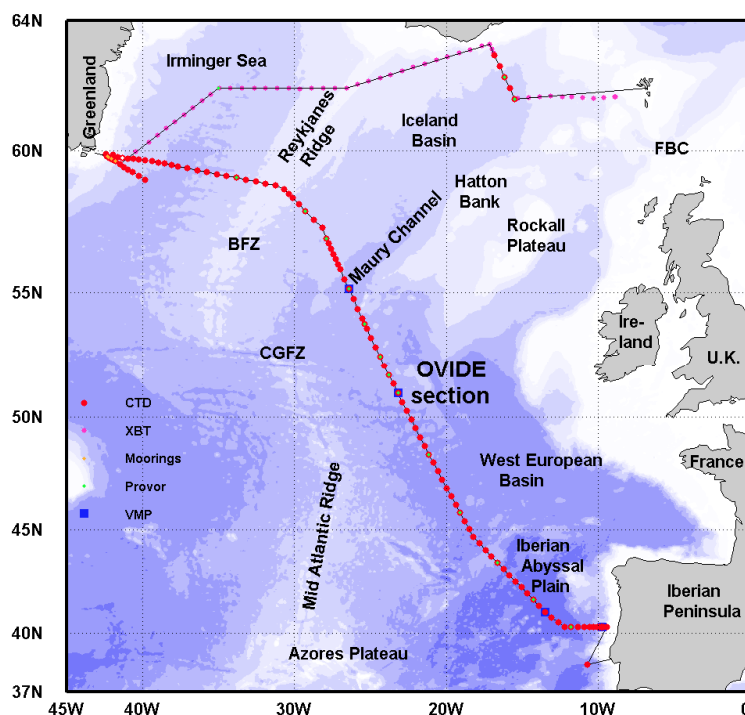 64N
Irminger Sea
Greenland
Reykjanes
Ridge
Iceland
Basin
60N
FBC
Hatton
Bank
Rockall
Plateau
BFZ
Maury Channel
55N
Ire-
land
CGFZ
U.K.
OVIDE
section
CTD
50N
XBT
Moorings
Provor
VMP
West European
Basin
France
Mid Atlantic Ridge
45N
Iberian
Abyssal
Plain
Iberian
Peninsula
40N
Azores Plateau
37N
45W
40W
30W
20W
10W
0